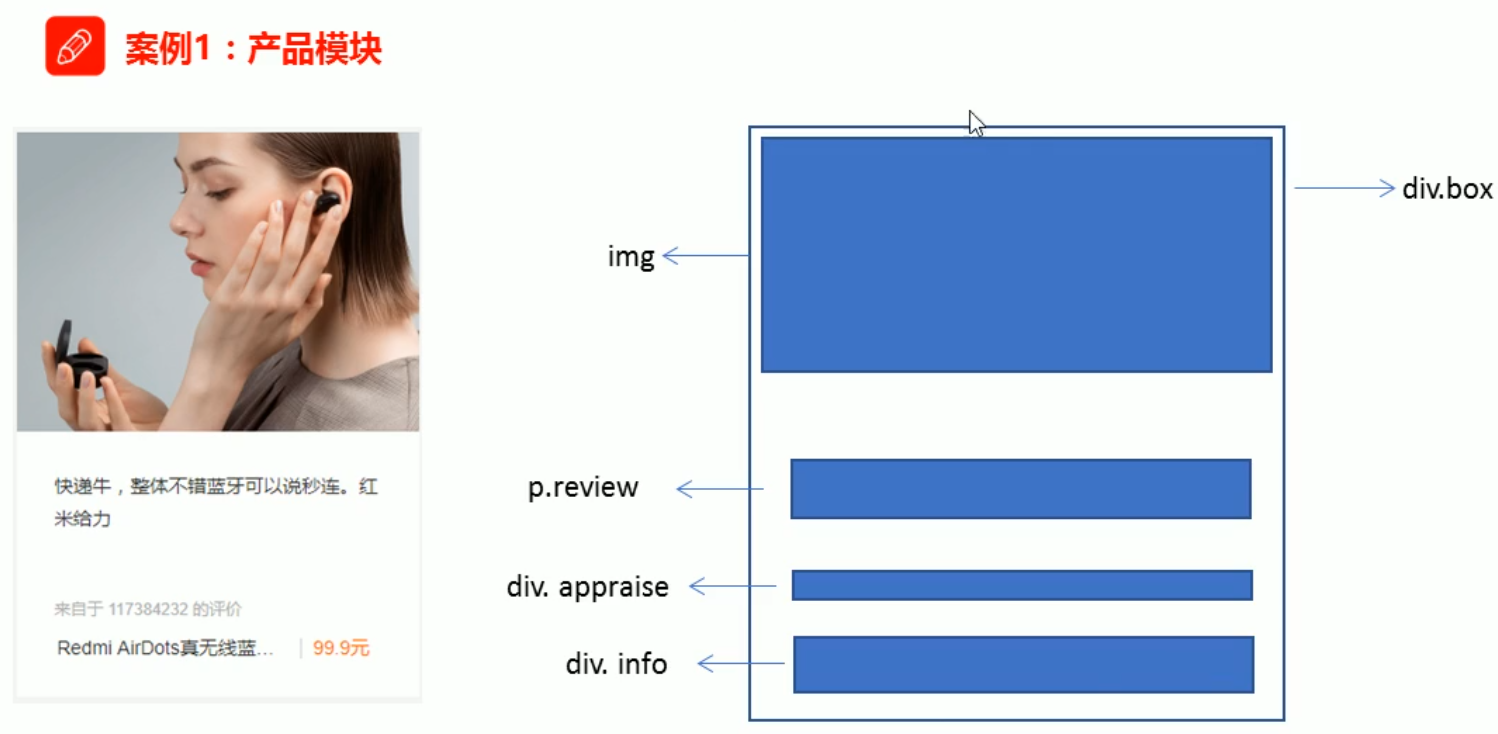 案例1：产品模块
快递牛，整体不错蓝牙可以说秒连。红
米给力
来自于 117384232 的评价
Redmi AirDots真无线蓝... | 99.9元
div.box
img
p.review
div. appraise
div. info